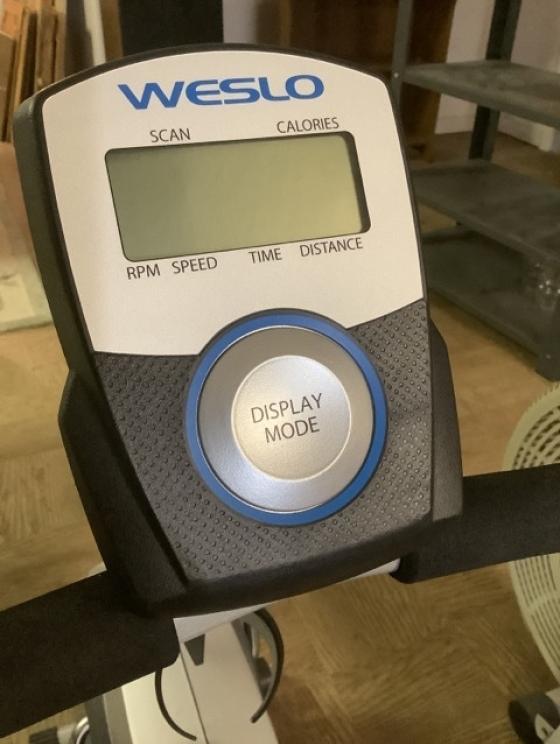 WESLO
SCAN CALORIES
RPM SPEED TIME DISTANCE
DISPLAY
MODE